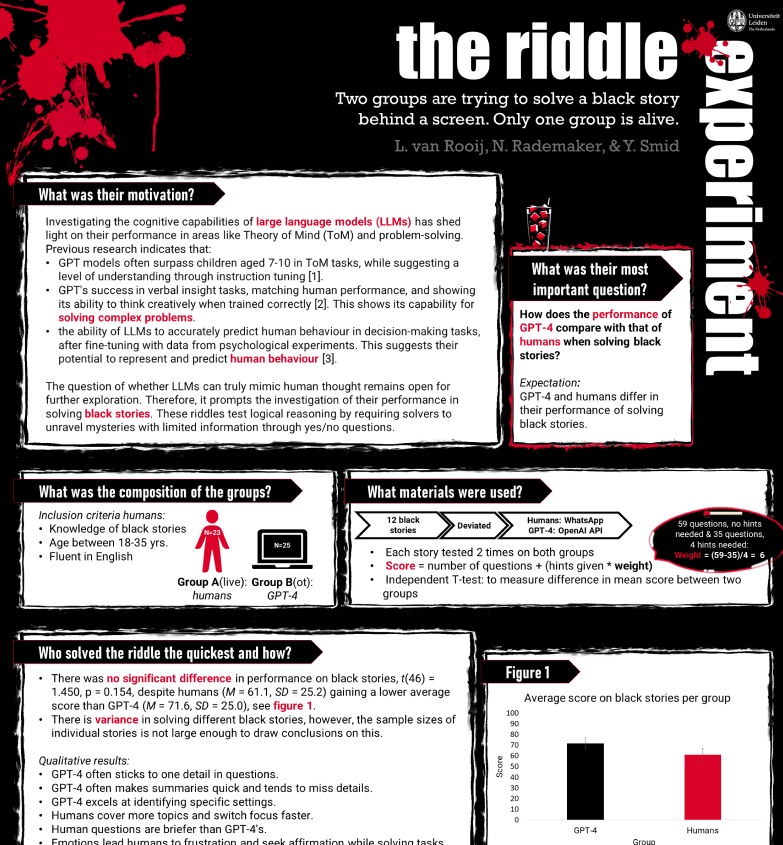 Universiteit
Leiden
The Netherlands
the riddle
experiment
Two groups are trying to solve a black story
behind a screen. Only one group is alive.
L. van Rooij, N. Rademaker, & Y. Smid
What was their motivation?
Investigating the cognitive capabilities of large language models (LLMs) has shed
light on their performance in areas like Theory of Mind (ToM) and problem-solving.
Previous research indicates that:
• GPT models often surpass children aged 7-10 in ToM tasks, while suggesting a
level of understanding through instruction tuning [1].
• GPT's success in verbal insight tasks, matching human performance, and showing
its ability to think creatively when trained correctly [2]. This shows its capability for
solving complex problems.
• the ability of LLMs to accurately predict human behaviour in decision-making tasks,
after fine-tuning with data from psychological experiments. This suggests their
potential to represent and predict human behaviour [3].
The question of whether LLMs can truly mimic human thought remains open for
further exploration. Therefore, it prompts the investigation of their performance in
solving black stories. These riddles test logical reasoning by requiring solvers to
unravel mysteries with limited information through yes/no questions.
What was their most
important question?
How does the performance of
GPT-4 compare with that of
humans when solving black
stories?
Expectation:
GPT-4 and humans differ in
their performance of solving
black stories.
What was the composition of the groups?
Inclusion criteria humans:
• Knowledge of black stories
• Age between 18-35 yrs.
• Fluent in English
N=23
N=25
Group A(live):
humans
Group B(ot):
GPT-4
What materials were used?
12 black
stories
Deviated
Humans: WhatsApp
GPT-4: OpenAI API
59 questions, no hints
needed & 35 questions,
4 hints needed:
Weight = (59-35)/4 = 6
• Each story tested 2 times on both groups
• Score = number of questions + (hints given * weight)
• Independent T-test: to measure difference in mean score between two
groups
Who solved the riddle the quickest and how?
• There was no significant difference in performance on black stories, t(46) =
1.450, p = 0.154, despite humans (M = 61.1, SD = 25.2) gaining a lower average
score than GPT-4 (M = 71.6, SD = 25.0), see figure 1.
• There is variance in solving different black stories, however, the sample sizes of
individual stories is not large enough to draw conclusions on this.
Qualitative results:
• GPT-4 often sticks to one detail in questions.
• GPT-4 often makes summaries quick and tends to miss details.
• GPT-4 excels at identifying specific settings.
• Humans cover more topics and switch focus faster.
• Human questions are briefer than GPT-4's.
• Emotions lead humans to frustration and seek affirmation while solving tasks
Figure 1
Average score on black stories per group
100
90
80
70
60
50
40
30
20
10
0
Score
GPT-4
Humans
Group